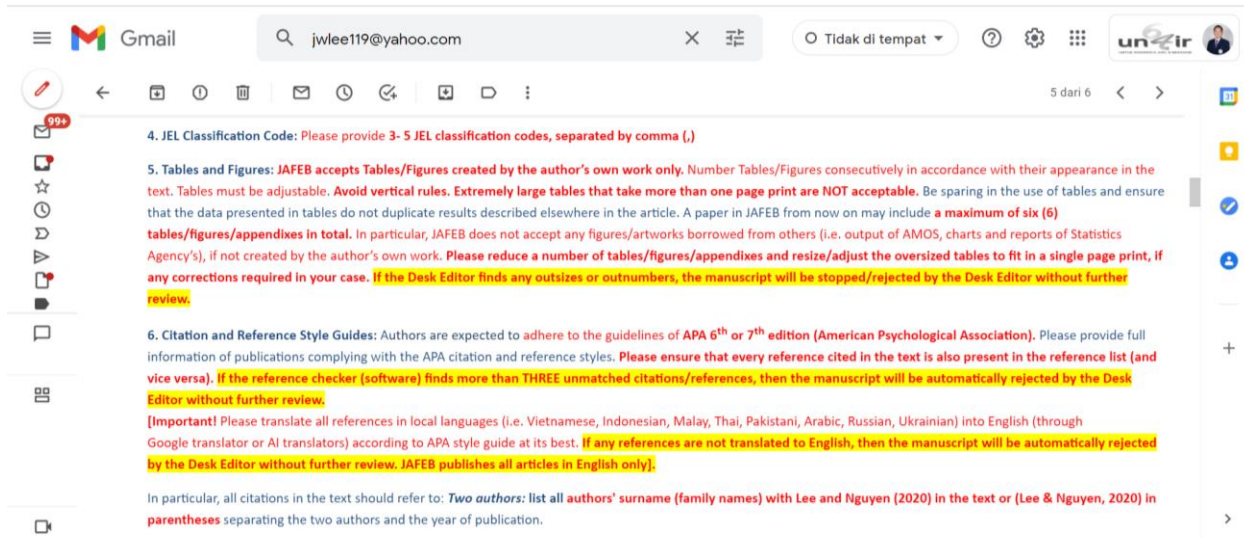 Gmail
jwlee119@yahoo.com
Tidak di tempat
5 dari 6
99+
31
4. JEL Classification Code: Please provide 3- 5 JEL classification codes, separated by comma (,)
5. Tables and Figures: JAFEB accepts Tables/Figures created by the author's own work only. Number Tables/Figures consecutively in accordance with their appearance in the
text. Tables must be adjustable. Avoid vertical rules. Extremely large tables that take more than one page print are NOT acceptable. Be sparing in the use of tables and ensure
that the data presented in tables do not duplicate results described elsewhere in the article. A paper in JAFEB from now on may include a maximum of six (6)
tables/figures/appendixes in total. In particular, JAFEB does not accept any figures/artworks borrowed from others (i.e. output of AMOS, charts and reports of Statistics
Agency's), if not created by the author's own work. Please reduce a number of tables/figures/appendixes and resize/adjust the oversized tables to fit in a single page print, if
any corrections required in your case. If the Desk Editor finds any outsizes or outnumbers, the manuscript will be stopped/rejected by the Desk Editor without further
review.
6. Citation and Reference Style Guides: Authors are expected to adhere to the guidelines of APA 6th or 7th edition (American Psychological Association). Please provide full
information of publications complying with the APA citation and reference styles. Please ensure that every reference cited in the text is also present in the reference list (and
vice versa). If the reference checker (software) finds more than THREE unmatched citations/references, then the manuscript will be automatically rejected by the Desk
Editor without further review.
[Important! Please translate all references in local languages (i.e. Vietnamese, Indonesian, Malay, Thai, Pakistani, Arabic, Russian, Ukrainian) into English (through
Google translator or AI translators) according to APA style guide at its best. If any references are not translated to English, then the manuscript will be automatically rejected
by the Desk Editor without further review. JAFEB publishes all articles in English only].
In particular, all citations in the text should refer to: Two authors: list all authors' surname (family names) with Lee and Nguyen (2020) in the text or (Lee & Nguyen, 2020) in
parentheses separating the two authors and the year of publication.